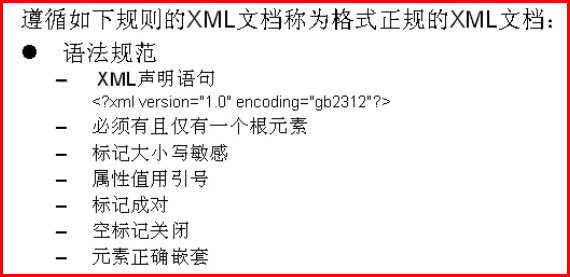 遵循如下规则的XML文档称为格式正规的XML文档：
● 语法规范
– XML声明语句
<?xml version="1.0" encoding="gb2312"?>
– 必须有且仅有一个根元素
– 标记大小写敏感
– 属性值用引号
– 标记成对
– 空标记关闭
– 元素正确嵌套